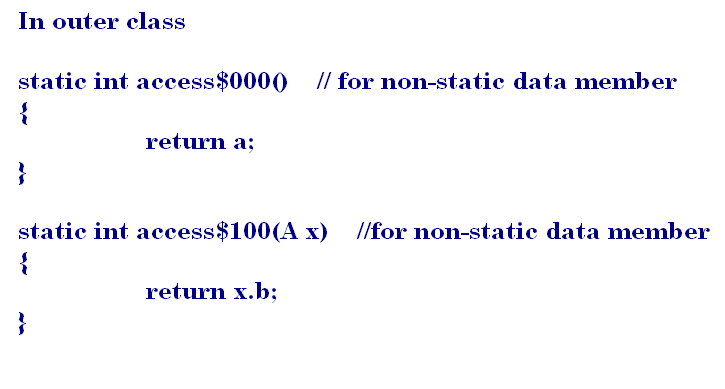 In outer class
static int access$000() // for non-static data member
{
return a;
}
static int access$100(A x) //for non-static data member
{
return x.b;
}